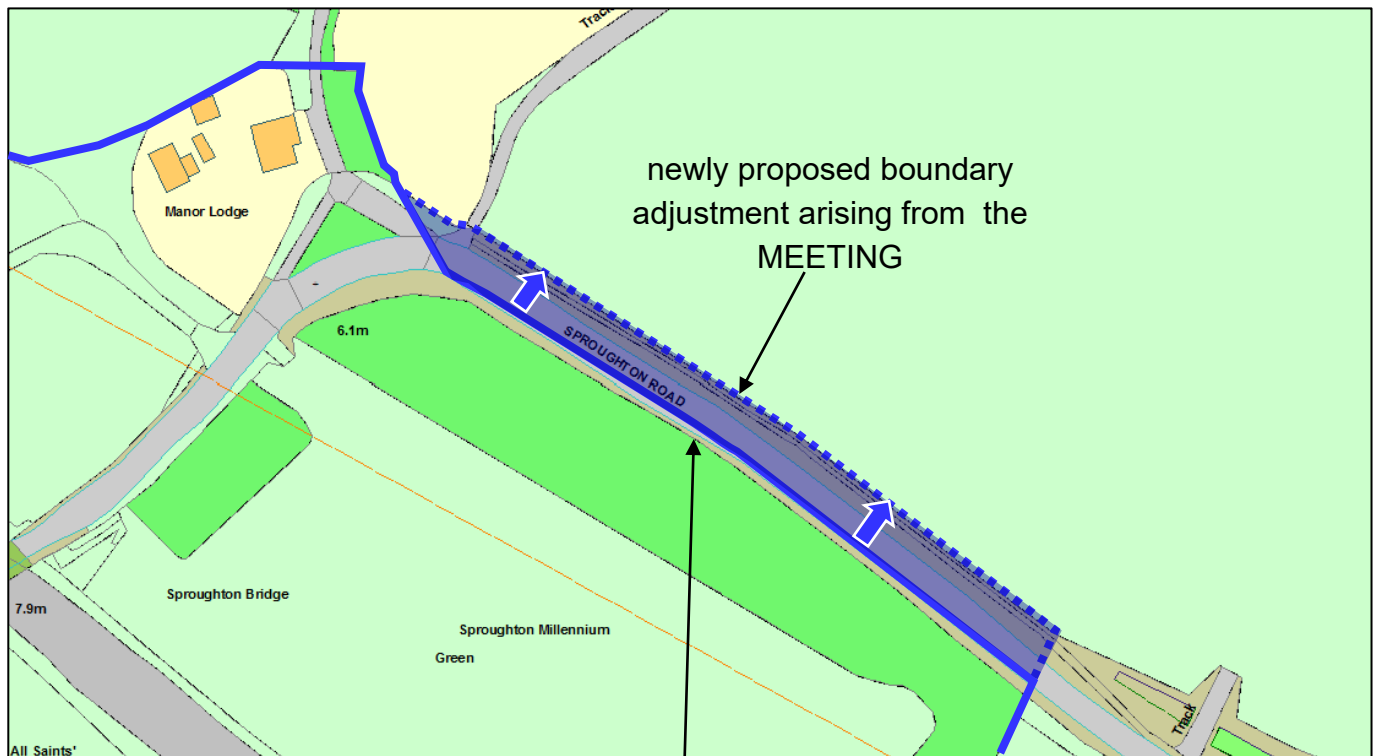 Track
newly proposed boundary
adjustment arising from the
MEETING
Manor Lodge
6.1m
SPROUGHTON ROAD
Sproughton Bridge
7.9m
Sproughton Millennium
Green
Track
All Saints'